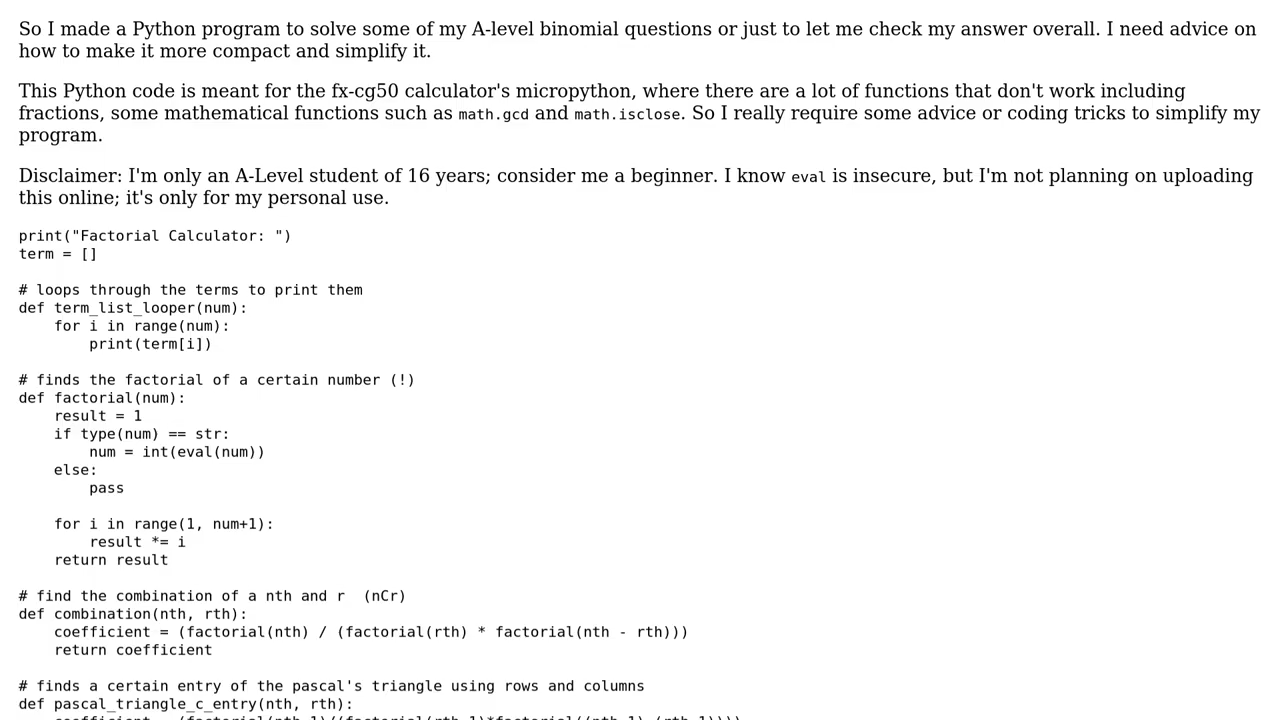 So I made a Python program to solve some of my A-level binomial questions or just to let me check my answer overall. I need advice on
how to make it more compact and simplify it.
This Python code is meant for the fx-cg50 calculator's micropython, where there are a lot of functions that don't work including
fractions, some mathematical functions such as math.gcd and math.isclose. So I really require some advice or coding tricks to simplify my
program.
Disclaimer: I'm only an A-Level student of 16 years; consider me a beginner. I know eval is insecure, but I'm not planning on uploading
this online; it's only for my personal use.
print("Factorial Calculator: ")
term = []
# loops through the terms to print them
def term_list_looper(num):
    for i in range(num):
        print(term[i])
# finds the factorial of a certain number (!)
def factorial(num):
    result = 1
    if type(num) == str:
        num = int(eval(num))
    else:
        pass
    for i in range(1, num+1):
        result *= i
    return result
# find the combination of a nth and r  (nCr)
def combination(nth, rth):
    coefficient = (factorial(nth) / (factorial(rth) * factorial(nth - rth)))
    return coefficient
# finds a certain entry of the pascal's triangle using rows and columns
def pascal_triangle_c_entry(nth, rth):